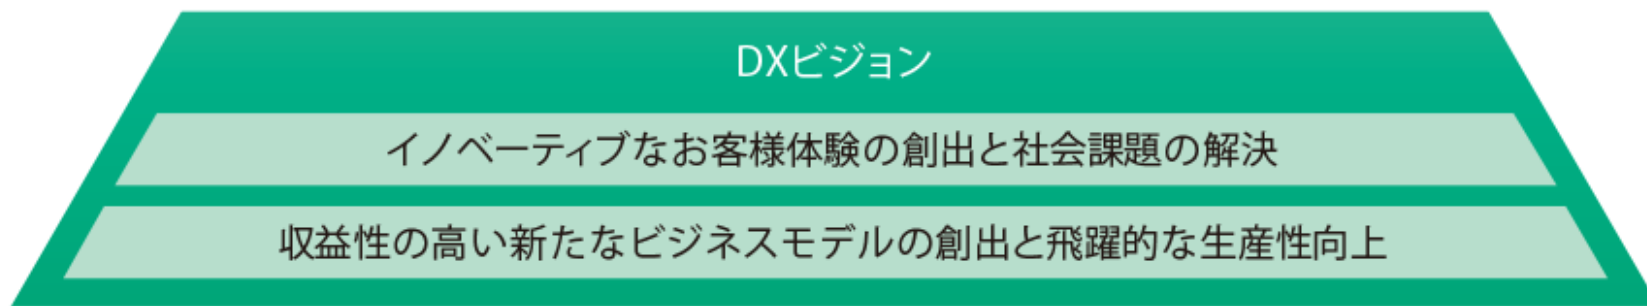 DXビジョン
イノベーティブなお客様体験の創出と社会課題の解決
収益性の高い新たなビジネスモデルの創出と飛躍的な生産性向上